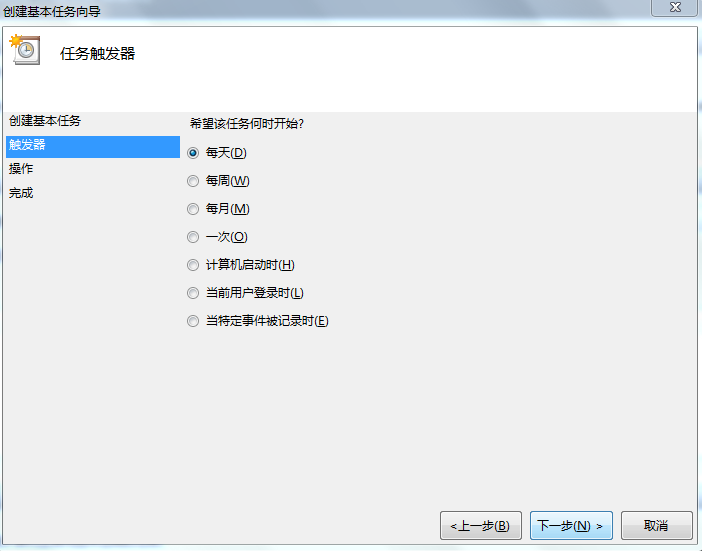 创建基本任务向导
任务触发器
创建基本任务
触发器
操作
完成
希望该任务何时开始?
每天(D)
每周(W)
每月(M)
一次(O)
计算机启动时(H)
当前用户登录时(L)
当特定事件被记录时(E)
<上一步(B)
下一步(N) >
取消